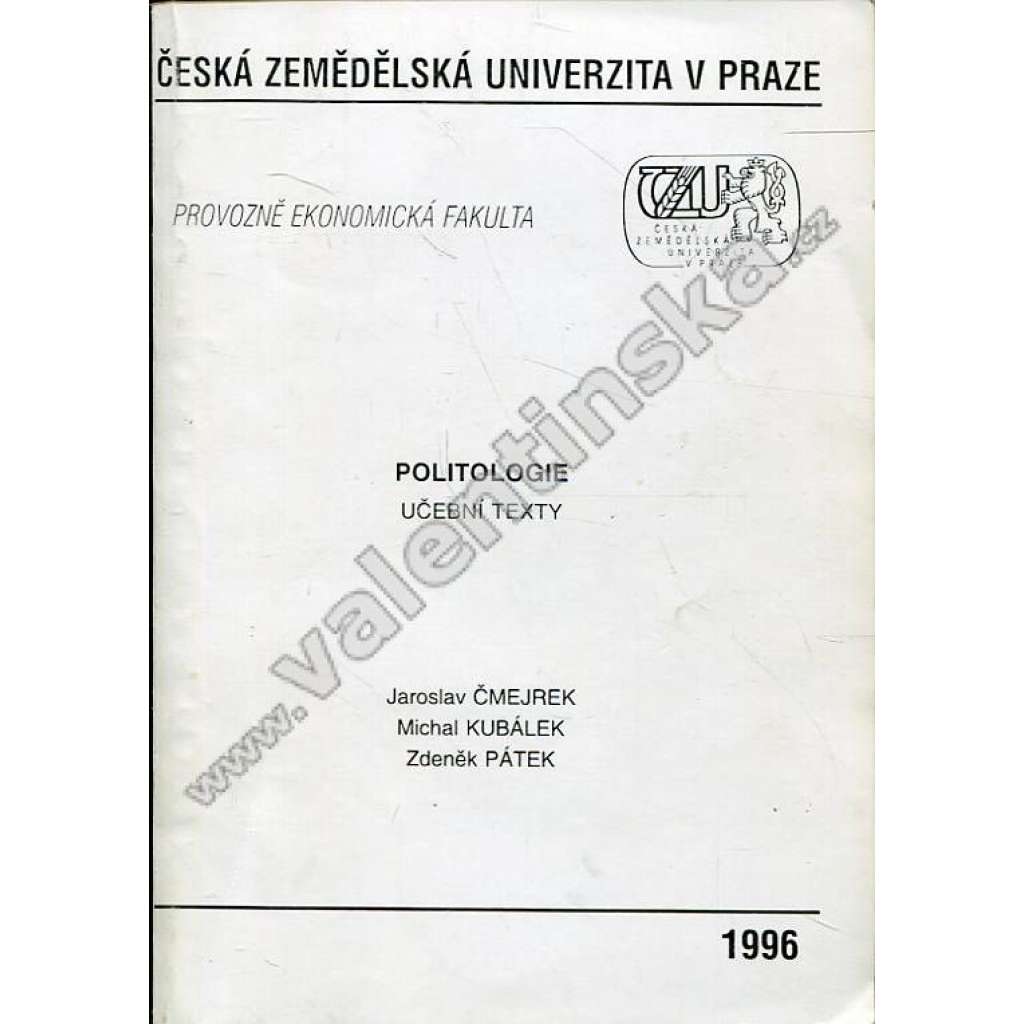 ČESKÁ ZEMĚDĚLSKÁ UNIVERZITA V PRAZE
PROVOZNĚ EKONOMICKÁ FAKULTA
ČZU
ČESKÁ
ZEMĚDĚLSKÁ
UNIVERZITA
V PRAZE
POLITOLOGIE
UČEBNÍ TEXTY
Jaroslav ČMEJREK
Michal KUBÁLEK
Zdeněk PÁTEK
1996
www.valentinska.cz